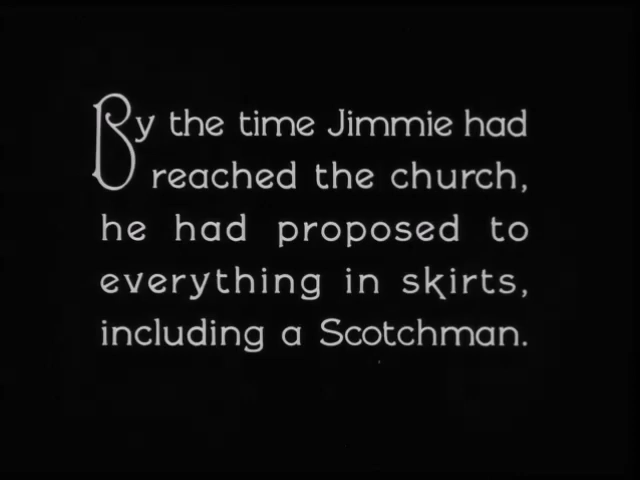 By the time Jimmie had
reached the church,
he had proposed to
everything in skirts,
including a Scotchman.